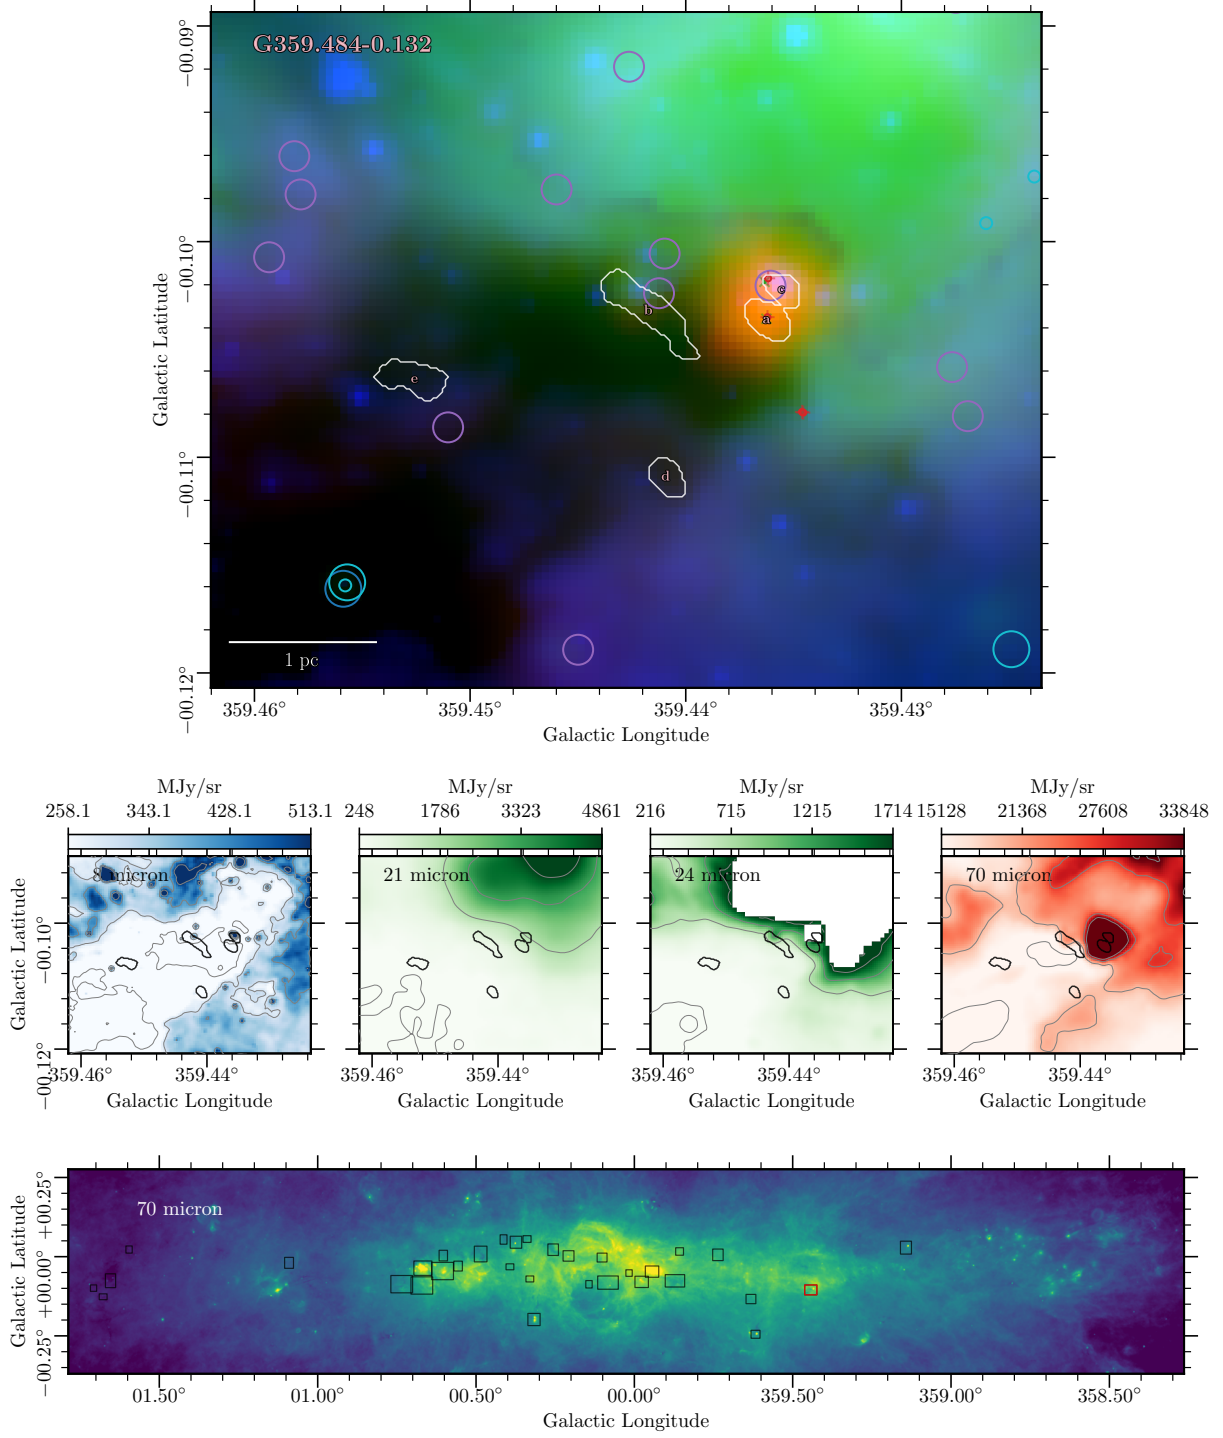 G359.484-0.132
−00.09°
−00.10°
−00.11°
−00.12°
Galactic Latitude
c
a
b
e
d
1 pc
359.46° 359.45° 359.44° 359.43°
Galactic Longitude
MJy/sr MJy/sr MJy/sr MJy/sr
258.1 343.1 428.1 513.1 248 1786 3323 4861 216 715 1215 1714 15128 21368 27608 33848
8 micron 21 micron 24 micron 70 micron
Galactic Latitude
−00.10°
−00.12°
359.46° 359.44° 359.46° 359.44° 359.46° 359.44° 359.46° 359.44°
Galactic Longitude Galactic Longitude Galactic Longitude Galactic Longitude
70 micron
Galactic Latitude
+00.25°
+00.00°
−00.25°
01.50° 01.00° 00.50° 00.00° 359.50° 359.00° 358.50°
Galactic Longitude